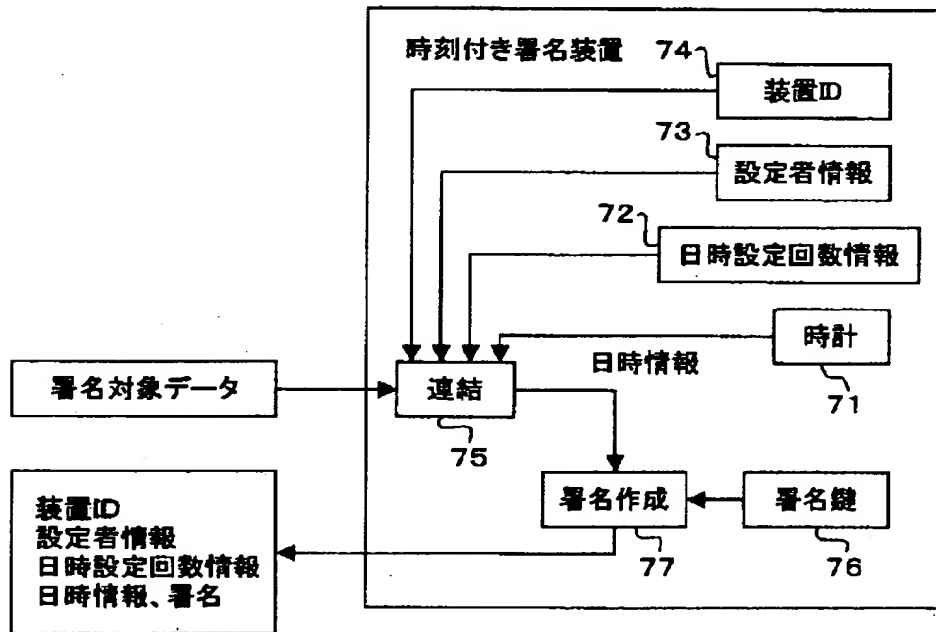 時刻付き署名装置
74
装置ID
73
設定者情報
72
日時設定回数情報
時計
日時情報
71
署名対象データ
連結
75
署名作成
署名鍵
77
76
装置ID
設定者情報
日時設定回数情報
日時情報、署名